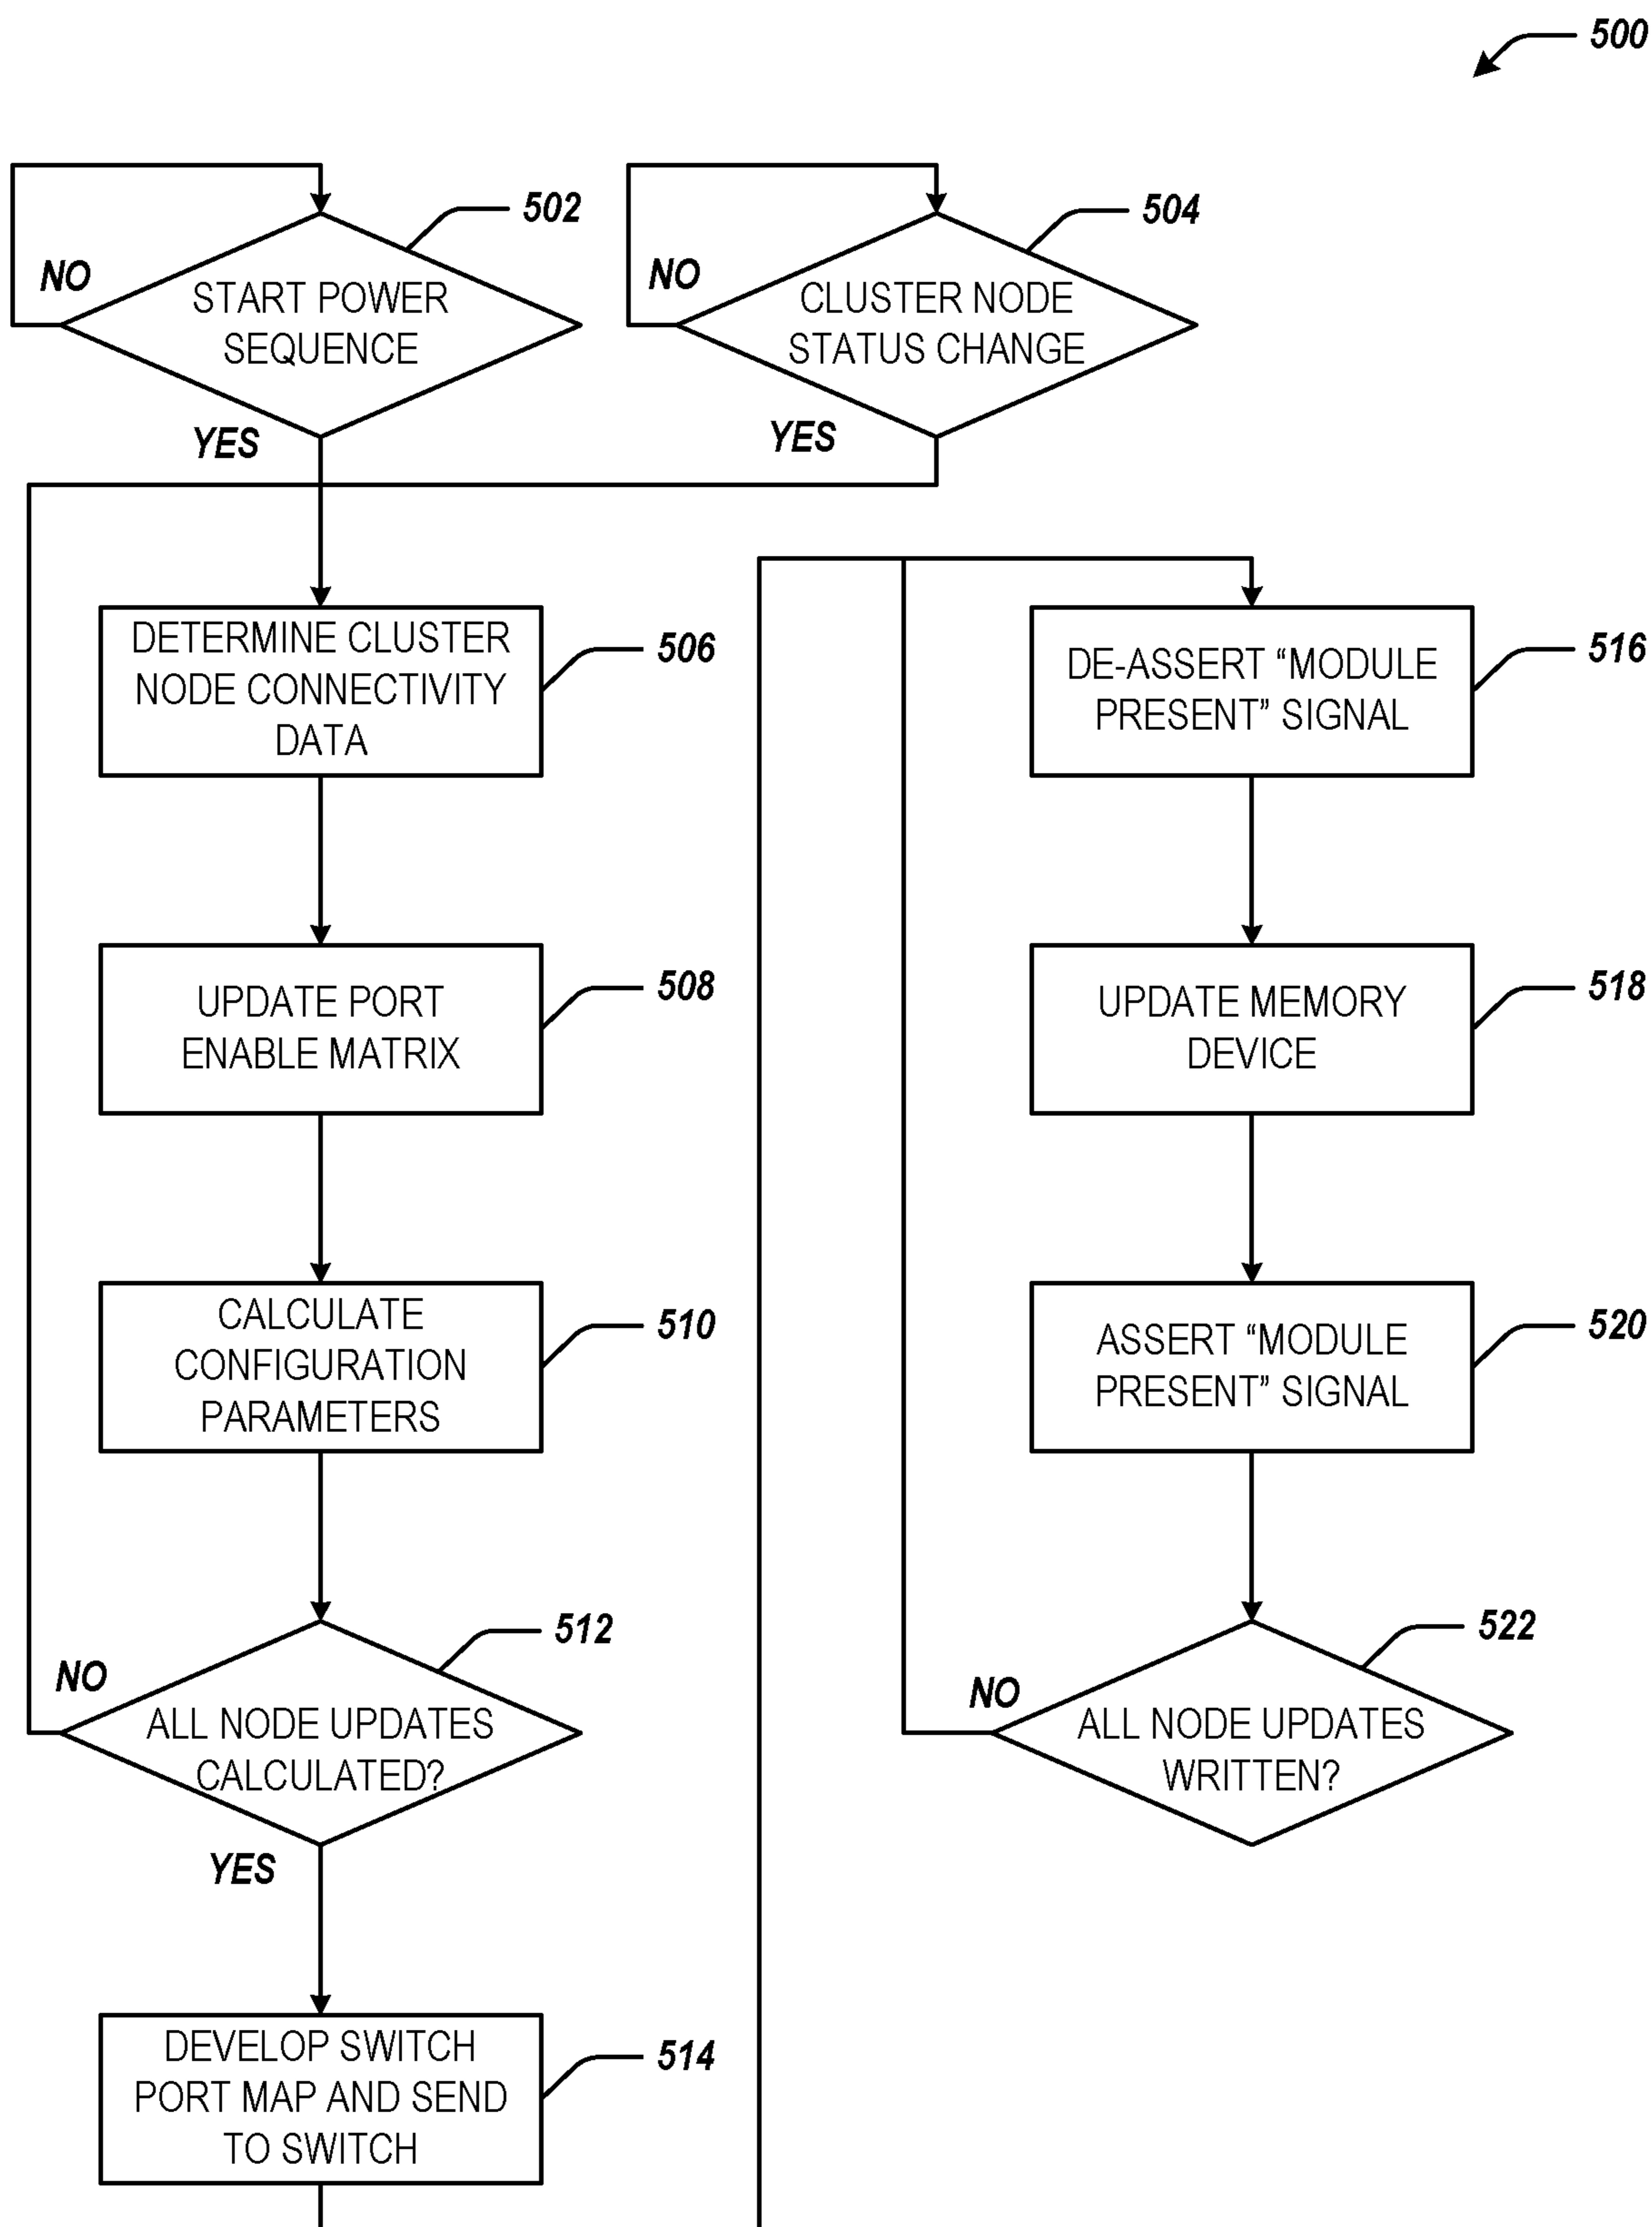 500
502
NO
START POWER
SEQUENCE
YES
504
NO
CLUSTER NODE
STATUS CHANGE
YES
DETERMINE CLUSTER
NODE CONNECTIVITY
DATA
506
UPDATE PORT
ENABLE MATRIX
508
CALCULATE
CONFIGURATION
PARAMETERS
510
512
NO
ALL NODE UPDATES
CALCULATED?
YES
DEVELOP SWITCH
PORT MAP AND SEND
TO SWITCH
514
DE-ASSERT “MODULE
PRESENT” SIGNAL
516
UPDATE MEMORY
DEVICE
518
ASSERT “MODULE
PRESENT” SIGNAL
520
522
NO
ALL NODE UPDATES
WRITTEN?